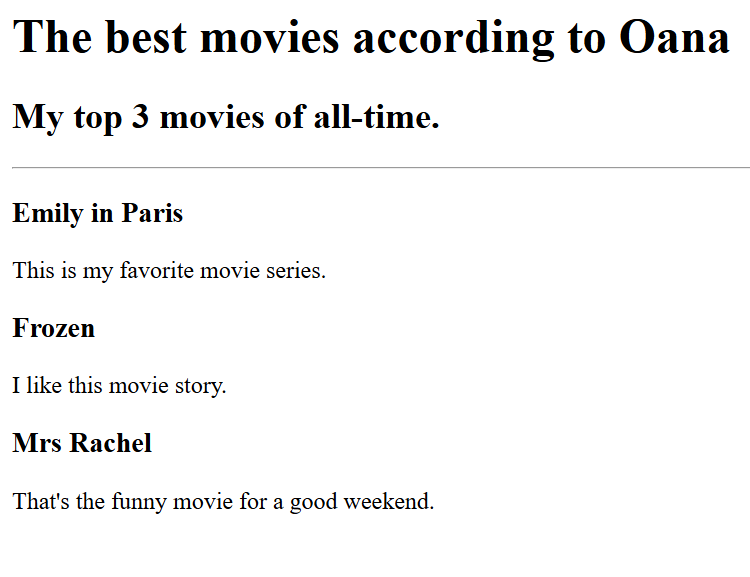 The best movies according to Oana
My top 3 movies of all-time.
Emily in Paris
This is my favorite movie series.
Frozen
I like this movie story.
Mrs Rachel
That's the funny movie for a good weekend.